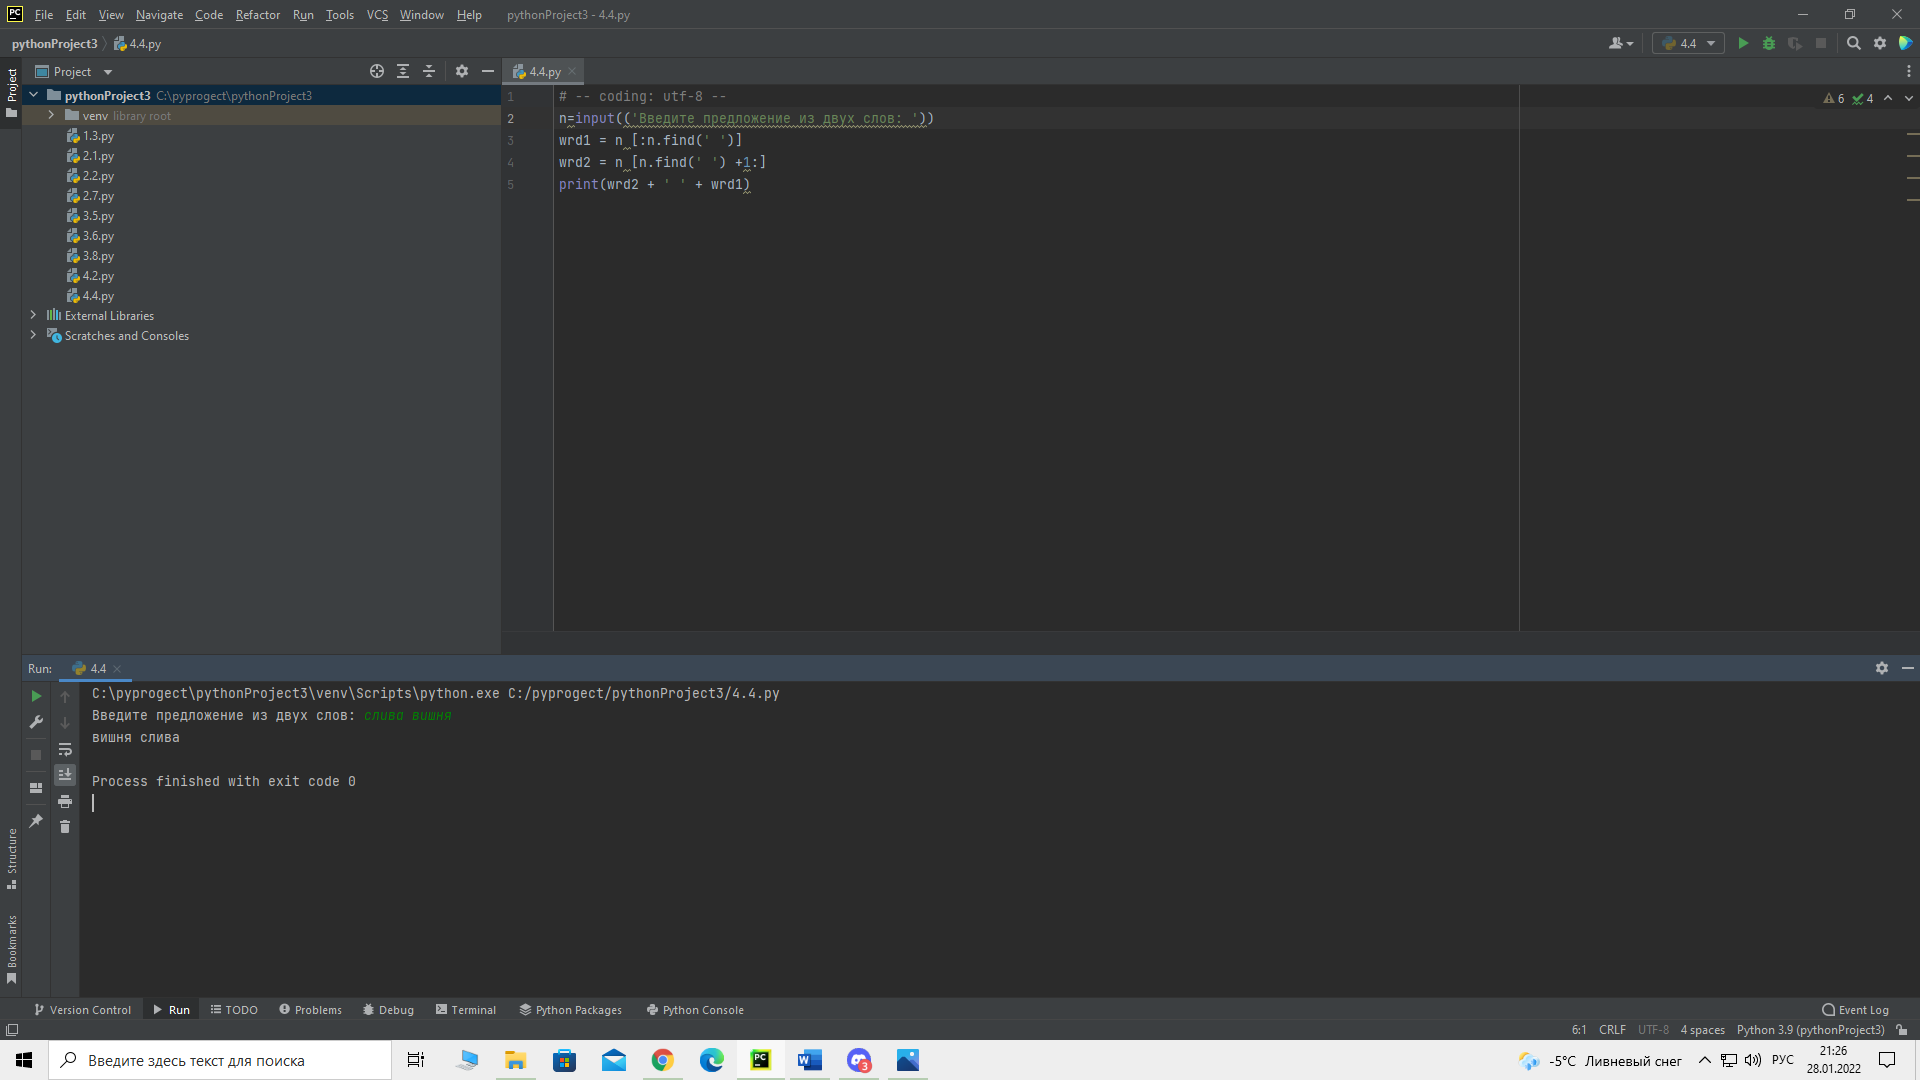 File Edit View Navigate Code Refactor Run Tools VCS Window Help pythonProject3 - 4.4.py
pythonProject3 4.4.py 4.4
Project
Project
4.4.py
pythonProject3 C:\pyprogect\pythonProject3
venv library root
1.3.py
2.1.py
2.2.py
2.7.py
3.5.py
3.6.py
3.8.py
4.2.py
4.4.py
External Libraries
Scratches and Consoles
1 # -- coding: utf-8 --
6 4
2 n=input(('Введите предложение из двух слов: '))
3 wrd1 = n [:n.find(' ')]
4 wrd2 = n [n.find(' ') +1:]
5 print(wrd2 + ' ' + wrd1)
Run: 4.4
C:\pyprogect\pythonProject3\venv\Scripts\python.exe C:/pyprogect/pythonProject3/4.4.py
Введите предложение из двух слов: слива вишня
вишня слива
Process finished with exit code 0
Structure
Bookmarks
Version Control Run TODO Problems Debug Terminal Python Packages Python Console Event Log
6:1 CRLF UTF-8 4 spaces Python 3.9 (pythonProject3)
Введите здесь текст для поиска
PC
W
3
-5°C Ливневый снег
РУС
21:26
28.01.2022